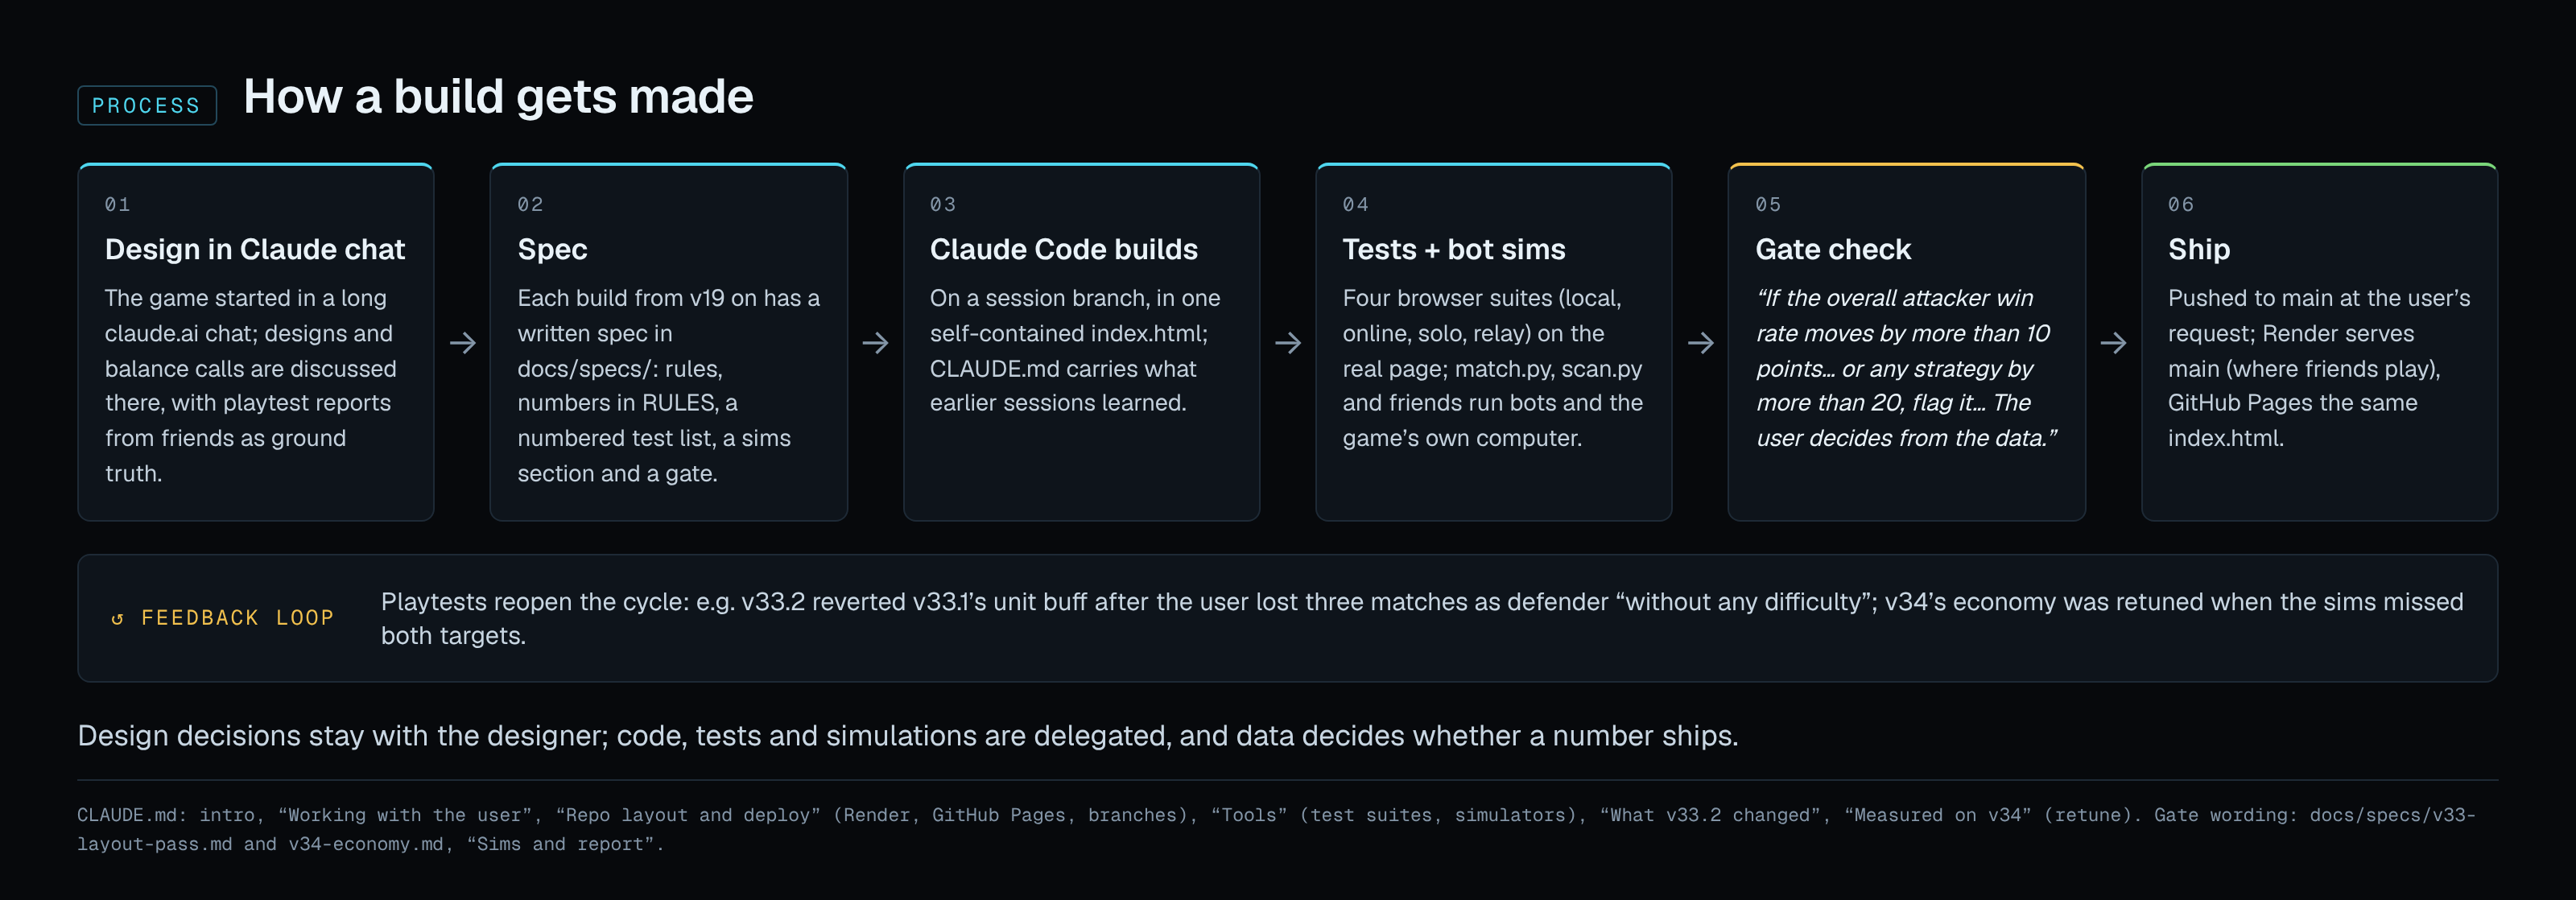 PROCESS How a build gets made
01
Design in Claude chat
The game started in a long
claude.ai chat; designs and
balance calls are discussed
there, with playtest reports
from friends as ground
truth.
→
02
Spec
Each build from v19 on has a
written spec in
docs/specs/: rules,
numbers in RULES, a
numbered test list, a sims
section and a gate.
→
03
Claude Code builds
On a session branch, in one
self-contained index.html;
CLAUDE.md carries what
earlier sessions learned.
→
04
Tests + bot sims
Four browser suites (local,
online, solo, relay) on the
real page; match.py, scan.py
and friends run bots and the
game’s own computer.
→
05
Gate check
“If the overall attacker win
rate moves by more than 10
points… or any strategy by
more than 20, flag it… The
user decides from the data.”
→
06
Ship
Pushed to main at the user’s
request; Render serves
main (where friends play),
GitHub Pages the same
index.html.
↺ FEEDBACK LOOP
Playtests reopen the cycle: e.g. v33.2 reverted v33.1’s unit buff after the user lost three matches as defender “without any difficulty”; v34’s economy was retuned when the sims missed
both targets.
Design decisions stay with the designer; code, tests and simulations are delegated, and data decides whether a number ships.
CLAUDE.md: intro, “Working with the user”, “Repo layout and deploy” (Render, GitHub Pages, branches), “Tools” (test suites, simulators), “What v33.2 changed”, “Measured on v34” (retune). Gate wording: docs/specs/v33-
layout-pass.md and v34-economy.md, “Sims and report”.